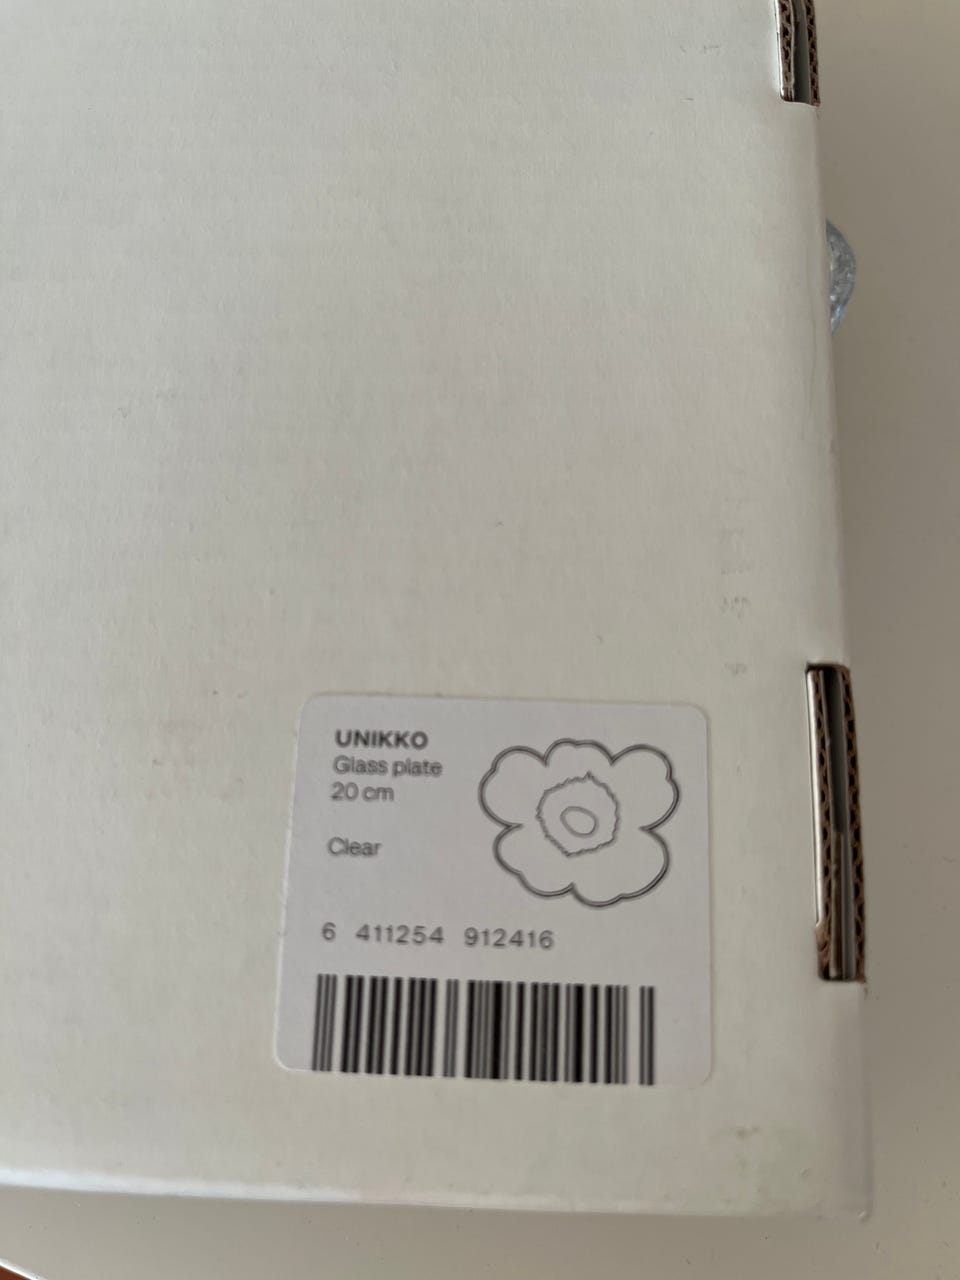 UNIKKO
Glass plate
20 cm
Clear
6 411254 912416